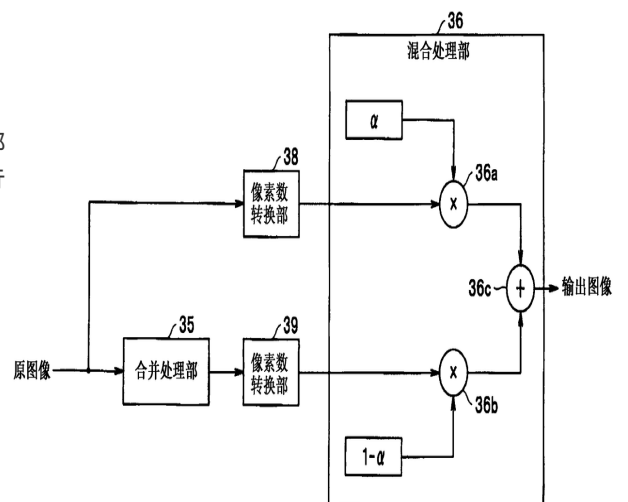 36
混合处理部
α
38
像素数
转换部
36a
×
36c
+
输出图像
35
39
原图像
合并处理部
像素数
转换部
×
36b
1-α